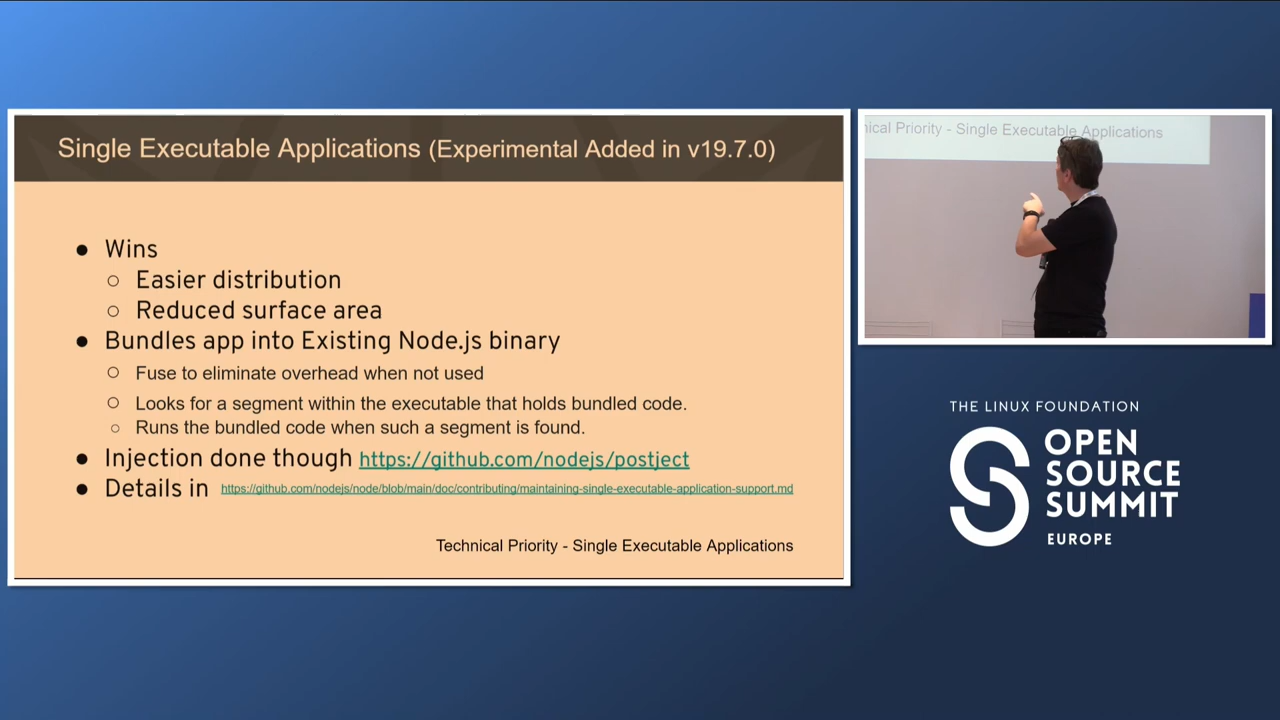 Single Executable Applications (Experimental Added in v19.7.0)
● Wins
○ Easier distribution
○ Reduced surface area
● Bundles app into Existing Node.js binary
○ Fuse to eliminate overhead when not used
○ Looks for a segment within the executable that holds bundled code.
○ Runs the bundled code when such a segment is found.
● Injection done though https://github.com/nodejs/postject
● Details in https://github.com/nodejs/node/blob/main/doc/contributing/maintaining-single-executable-application-support.md
Technical Priority - Single Executable Applications
nical Priority - Single Executable Applications
THE LINUX FOUNDATION
OPEN
SOURCE
SUMMIT
EUROPE